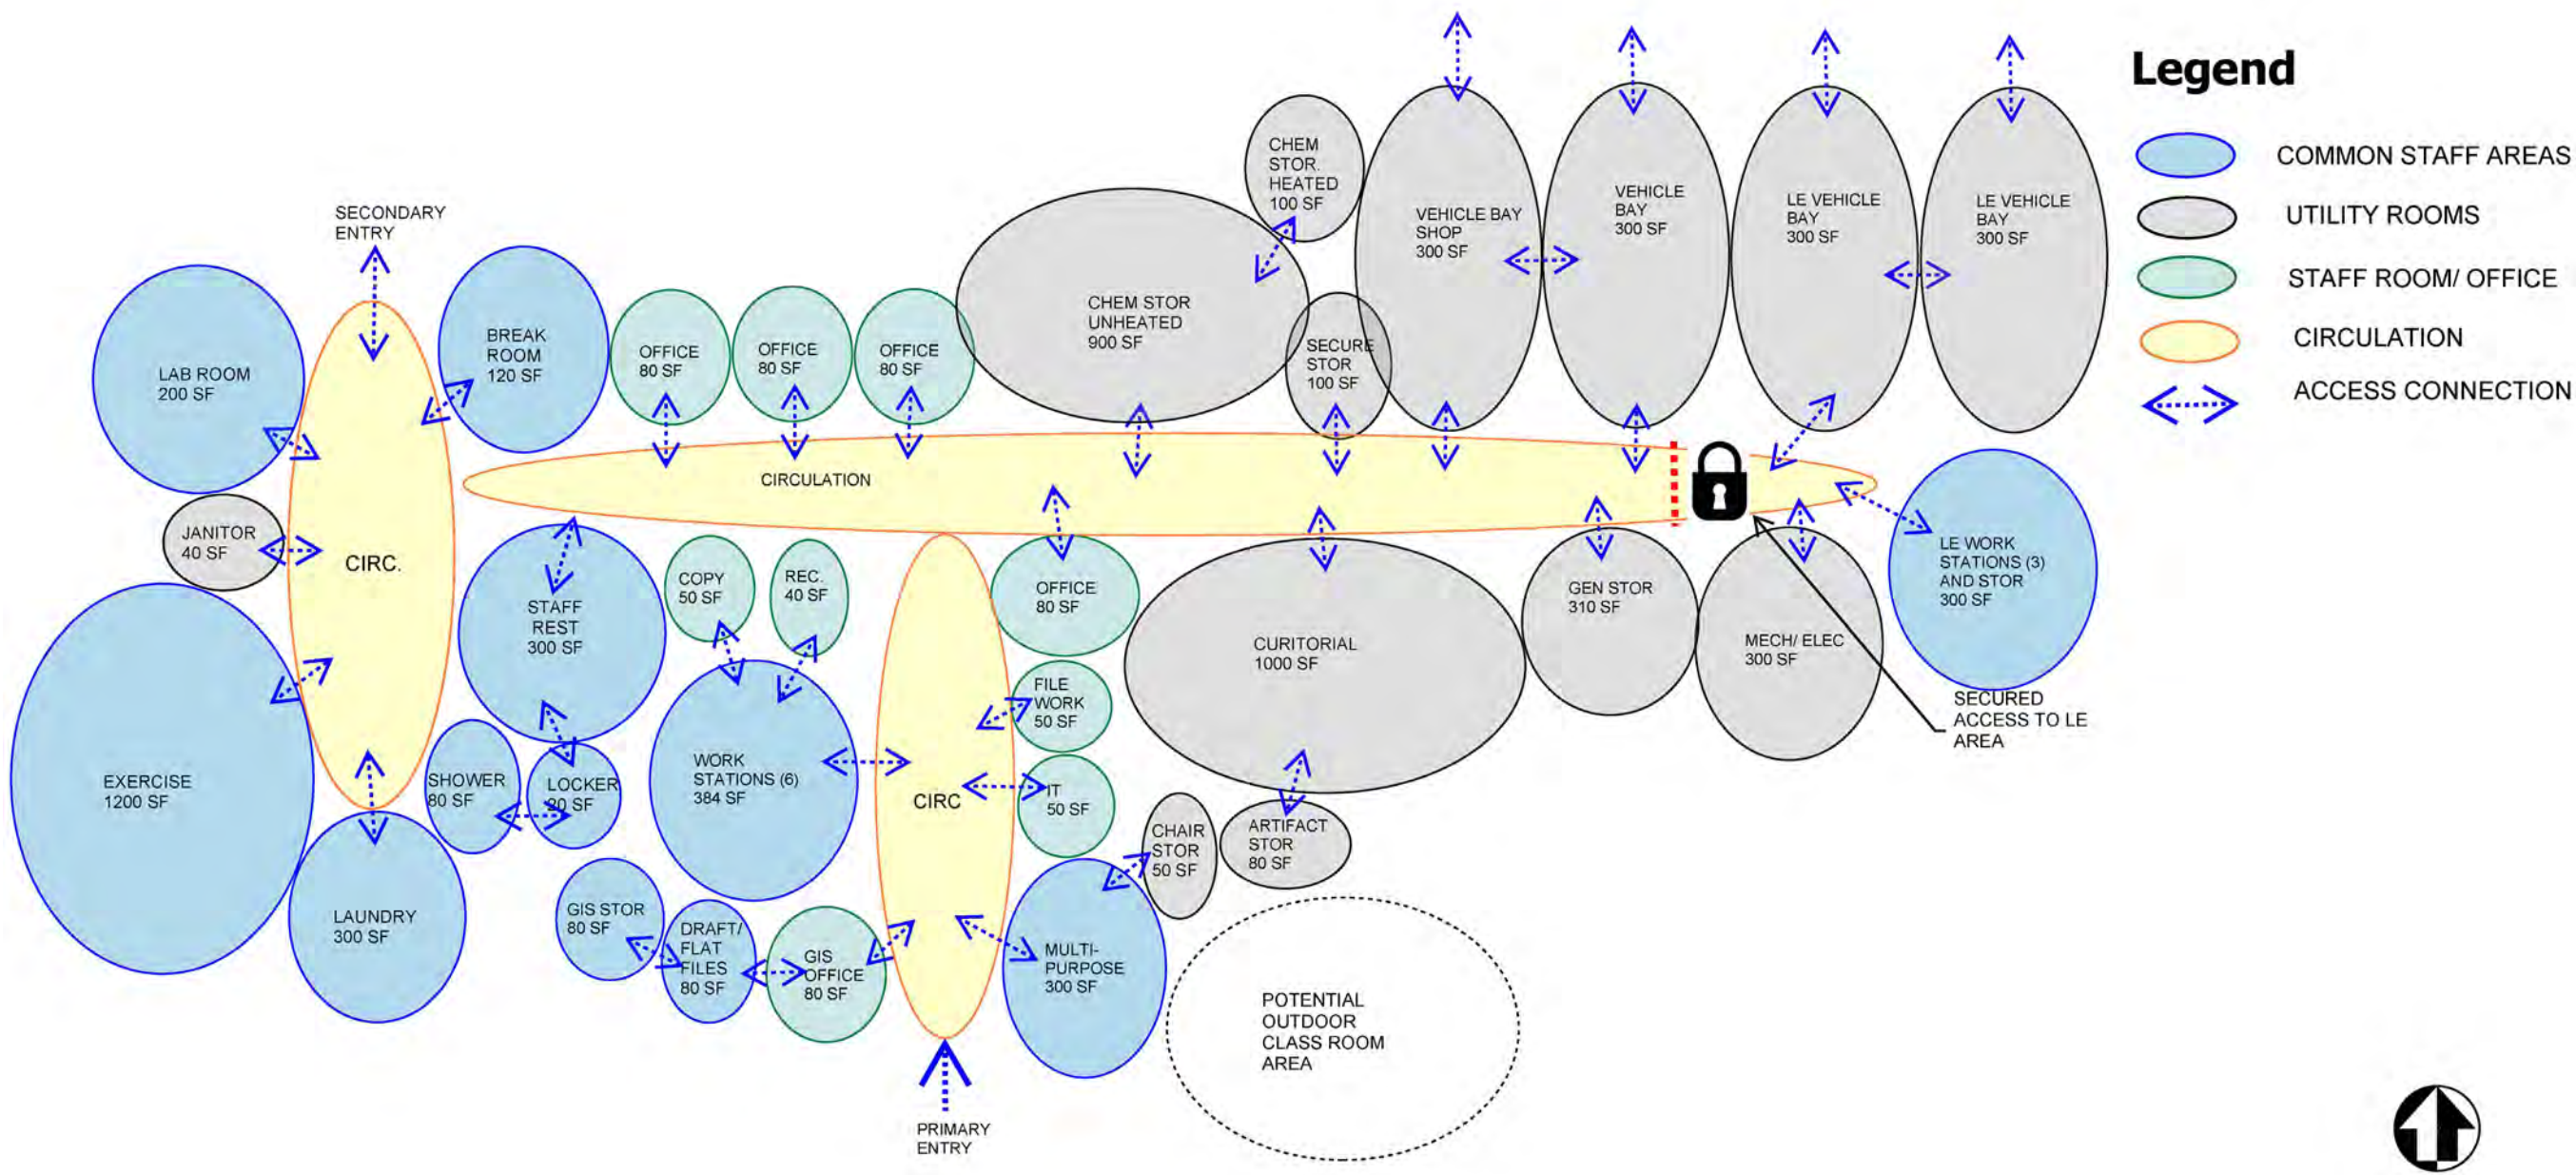 Legend
COMMON STAFF AREAS
UTILITY ROOMS
STAFF ROOM/ OFFICE
CIRCULATION
ACCESS CONNECTION
SECONDARY
ENTRY
LAB ROOM
200 SF
JANITOR
40 SF
CIRC.
EXERCISE
1200 SF
LAUNDRY
300 SF
BREAK
ROOM
120 SF
OFFICE
80 SF
OFFICE
80 SF
OFFICE
80 SF
CHEM STOR
UNHEATED
900 SF
CHEM
STOR.
HEATED
100 SF
SECURE
STOR
100 SF
VEHICLE BAY
SHOP
300 SF
VEHICLE
BAY
300 SF
LE VEHICLE
BAY
300 SF
LE VEHICLE
BAY
300 SF
CIRCULATION
STAFF
REST
300 SF
SHOWER
80 SF
LOCKER
20 SF
COPY
50 SF
REC.
40 SF
WORK
STATIONS (6)
384 SF
GIS STOR
80 SF
DRAFT/
FLAT
FILES
80 SF
GIS
OFFICE
80 SF
CIRC
OFFICE
80 SF
FILE
WORK
50 SF
IT
50 SF
MULTI-
PURPOSE
300 SF
CHAIR
STOR
50 SF
ARTIFACT
STOR
80 SF
CURITORIAL
1000 SF
GEN STOR
310 SF
MECH/ ELEC
300 SF
LE WORK
STATIONS (3)
AND STOR
300 SF
SECURED
ACCESS TO LE
AREA
POTENTIAL
OUTDOOR
CLASS ROOM
AREA
PRIMARY
ENTRY